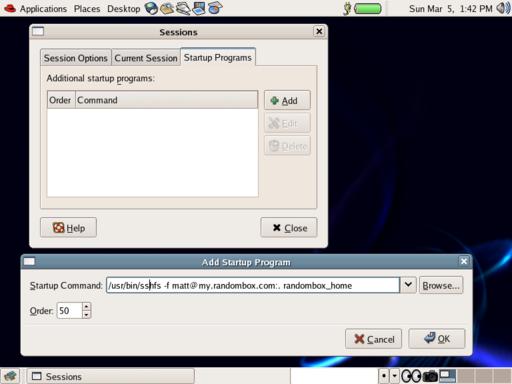 Applications Places Desktop
Sun Mar 5, 1:42 PM
Sessions
Session Options Current Session Startup Programs
Additional startup programs:
Order Command
Add
Edit
Delete
Help
Close
Add Startup Program
Startup Command: /usr/bin/sshfs -f matt@my.randombox.com:. randombox_home
Browse...
Order: 50
Cancel
OK
Sessions